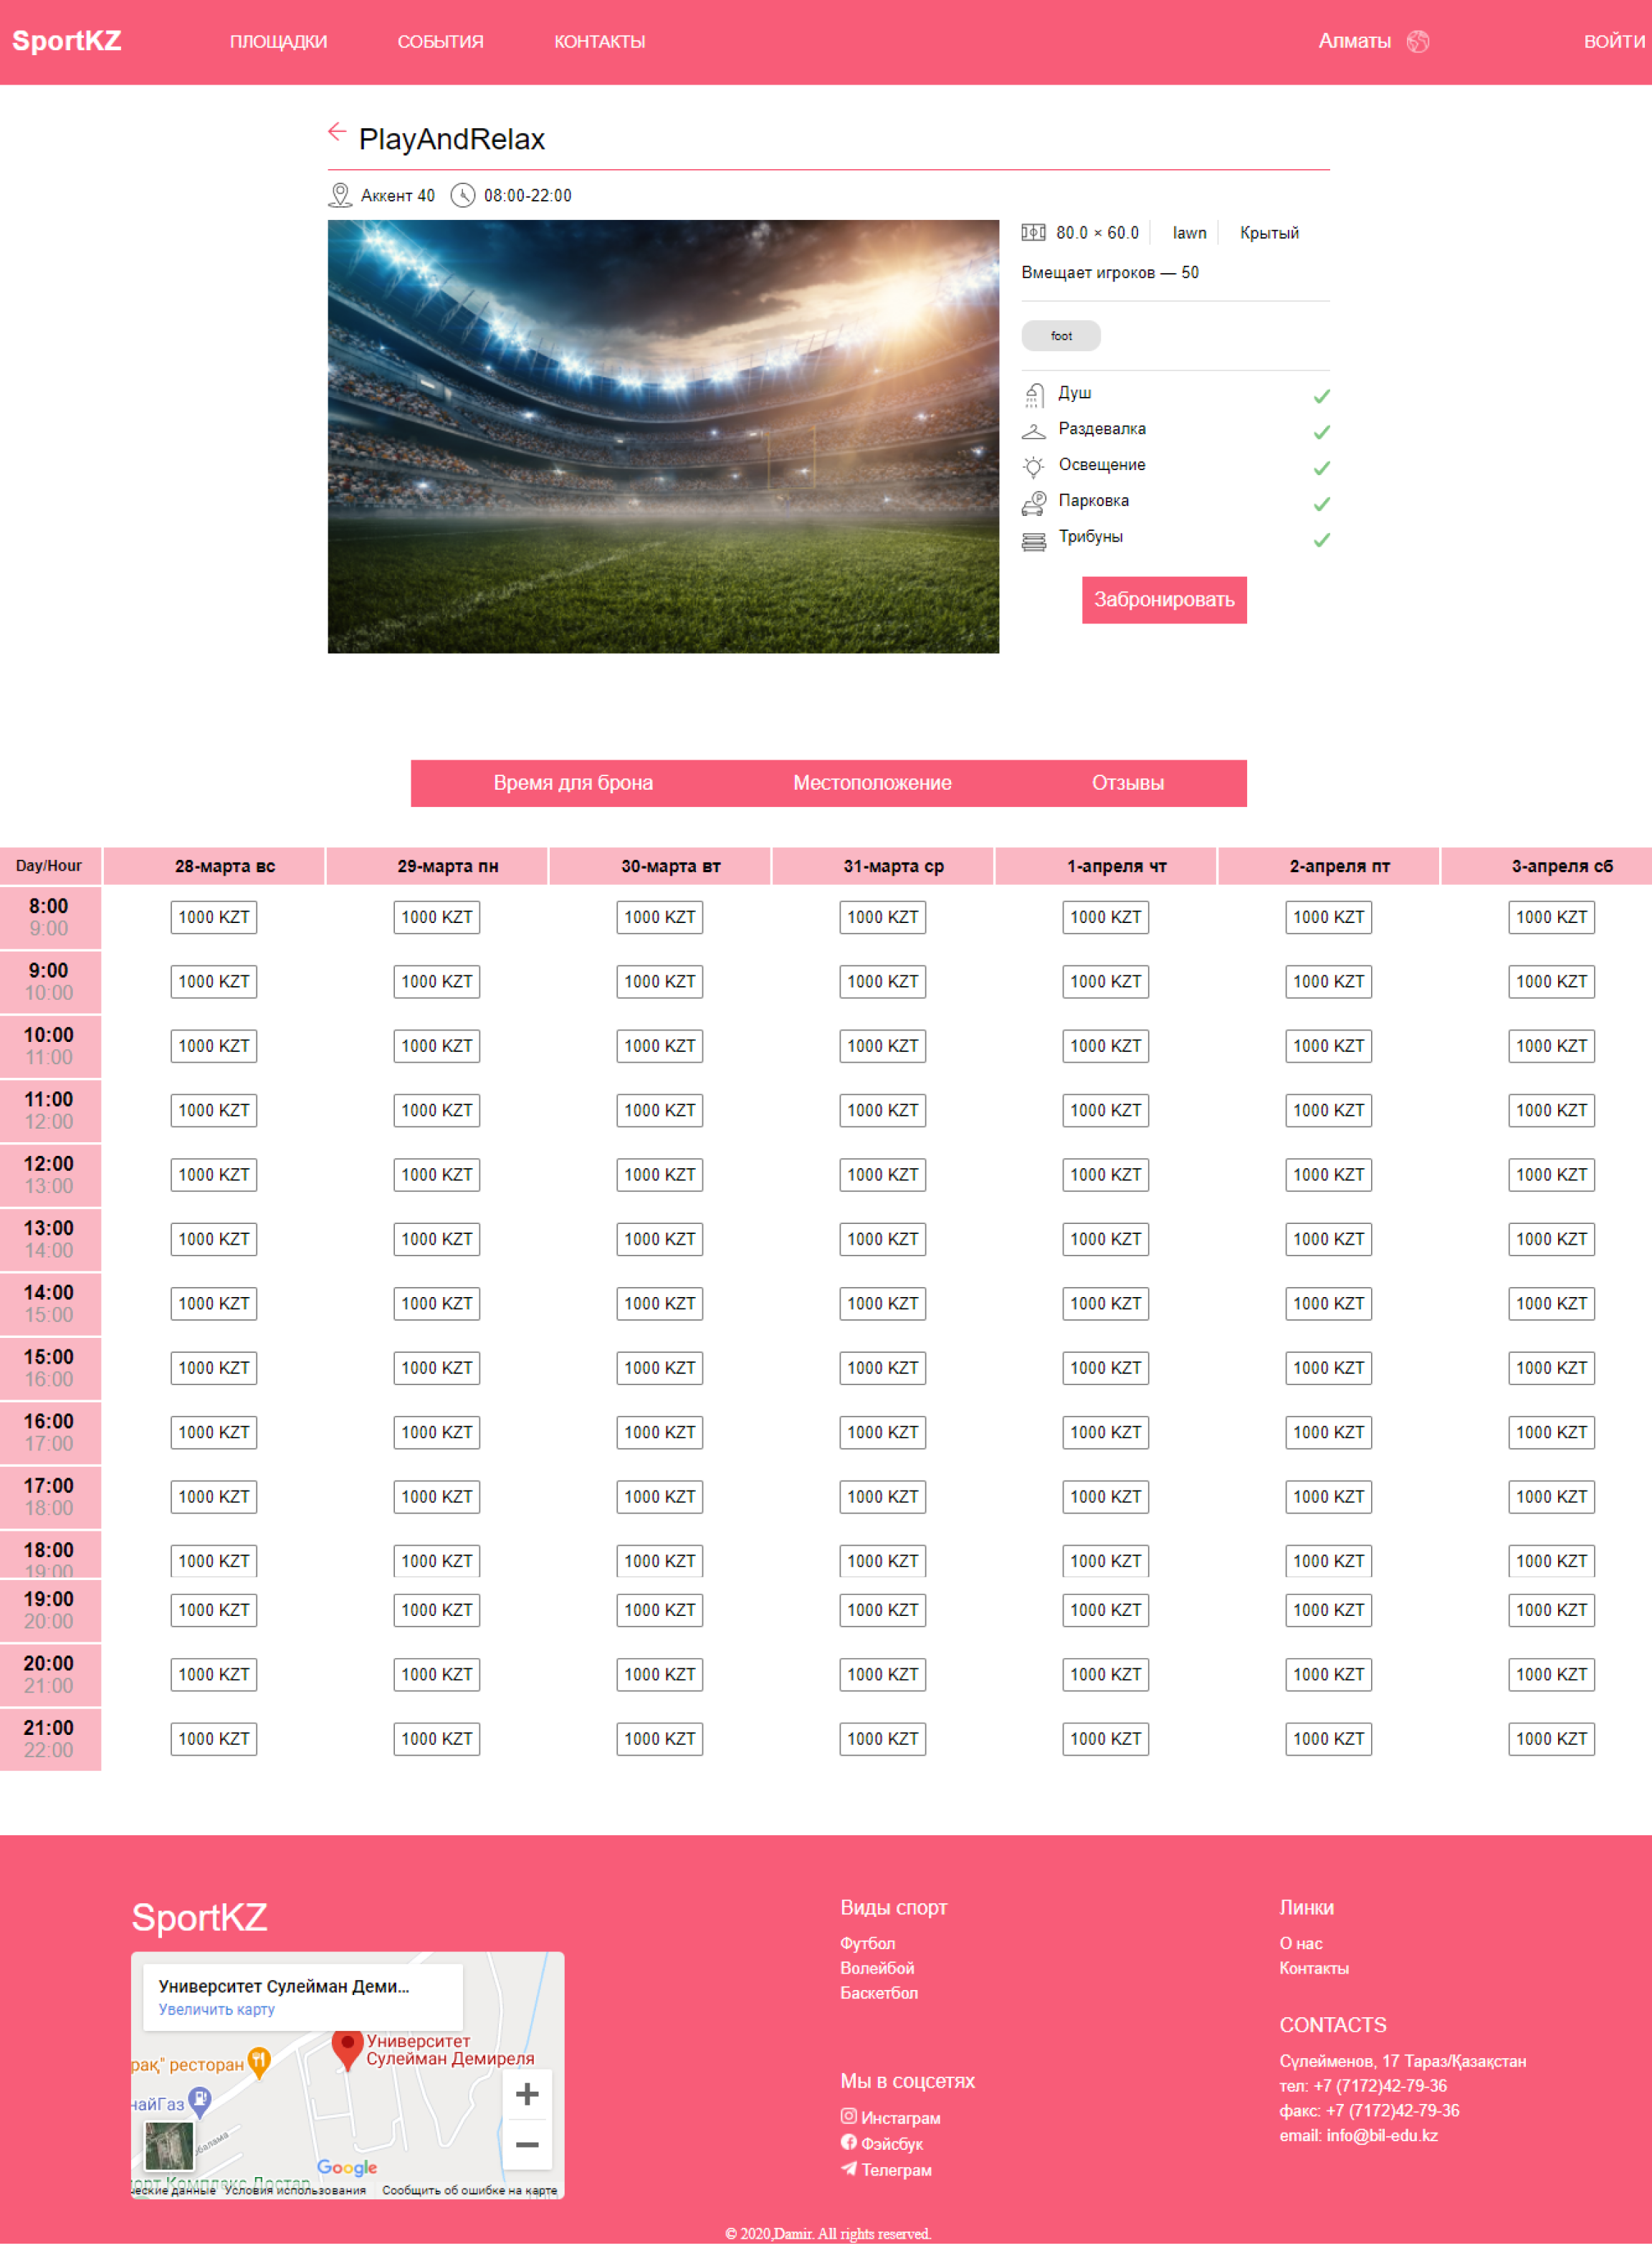 SportKZ ПЛОЩАДКИ СОБЫТИЯ КОНТАКТЫ Алматы ВОЙТИ
PlayAndRelax
Аккент 40 08:00-22:00
80.0 × 60.0 lawn Крытый
Вмещает игроков — 50
foot
Душ
Раздевалка
Освещение
Парковка
Трибуны
Забронировать
Время для брона Местоположение Отзывы
Day/Hour 28-марта вс 29-марта пн 30-марта вт 31-марта ср 1-апреля чт 2-апреля пт 3-апреля сб
8:00
9:00
1000 KZT 1000 KZT 1000 KZT 1000 KZT 1000 KZT 1000 KZT 1000 KZT
9:00
10:00
1000 KZT 1000 KZT 1000 KZT 1000 KZT 1000 KZT 1000 KZT 1000 KZT
10:00
11:00
1000 KZT 1000 KZT 1000 KZT 1000 KZT 1000 KZT 1000 KZT 1000 KZT
11:00
12:00
1000 KZT 1000 KZT 1000 KZT 1000 KZT 1000 KZT 1000 KZT 1000 KZT
12:00
13:00
1000 KZT 1000 KZT 1000 KZT 1000 KZT 1000 KZT 1000 KZT 1000 KZT
13:00
14:00
1000 KZT 1000 KZT 1000 KZT 1000 KZT 1000 KZT 1000 KZT 1000 KZT
14:00
15:00
1000 KZT 1000 KZT 1000 KZT 1000 KZT 1000 KZT 1000 KZT 1000 KZT
15:00
16:00
1000 KZT 1000 KZT 1000 KZT 1000 KZT 1000 KZT 1000 KZT 1000 KZT
16:00
17:00
1000 KZT 1000 KZT 1000 KZT 1000 KZT 1000 KZT 1000 KZT 1000 KZT
17:00
18:00
1000 KZT 1000 KZT 1000 KZT 1000 KZT 1000 KZT 1000 KZT 1000 KZT
18:00
19:00
1000 KZT 1000 KZT 1000 KZT 1000 KZT 1000 KZT 1000 KZT 1000 KZT
19:00
20:00
1000 KZT 1000 KZT 1000 KZT 1000 KZT 1000 KZT 1000 KZT 1000 KZT
20:00
21:00
1000 KZT 1000 KZT 1000 KZT 1000 KZT 1000 KZT 1000 KZT 1000 KZT
21:00
22:00
1000 KZT 1000 KZT 1000 KZT 1000 KZT 1000 KZT 1000 KZT 1000 KZT
SportKZ
Университет Сулейман Деми...
Увеличить карту
Университет
Сулейман Демиреля
рақ" ресторан
найГаз
Google
ческие данные Условия использования Сообщить об ошибке на карте
Виды спорт
Футбол
Волейбой
Баскетбол
Мы в соцсетях
Инстаграм
Фэйсбук
Телеграм
Линки
О нас
Контакты
CONTACTS
Сүлейменов, 17 Тараз/Қазақстан
тел: +7 (7172)42-79-36
факс: +7 (7172)42-79-36
email: info@bil-edu.kz
© 2020,Damir. All rights reserved.